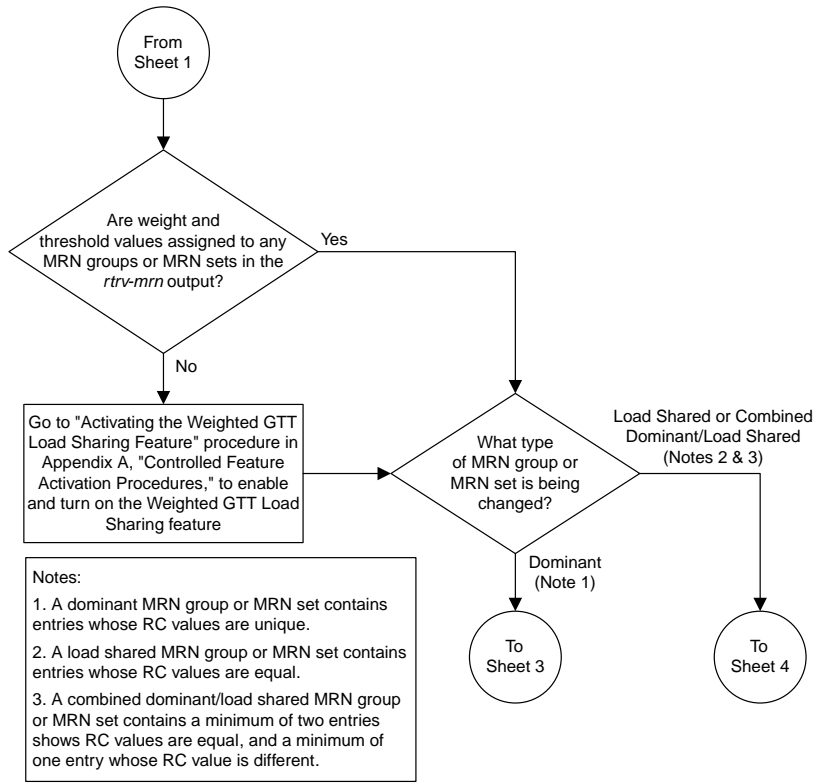 From
Sheet 1
Are weight and
threshold values assigned to any
MRN groups or MRN sets in the
rtrv-mrn output?
Yes
No
Go to "Activating the Weighted GTT
Load Sharing Feature" procedure in
Appendix A, "Controlled Feature
Activation Procedures," to enable
and turn on the Weighted GTT Load
Sharing feature
What type
of MRN group or
MRN set is being
changed?
Load Shared or Combined
Dominant/Load Shared
(Notes 2 & 3)
Dominant
(Note 1)
To
Sheet 3
To
Sheet 4
Notes:
1. A dominant MRN group or MRN set contains
entries whose RC values are unique.
2. A load shared MRN group or MRN set contains
entries whose RC values are equal.
3. A combined dominant/load shared MRN group
or MRN set contains a minimum of two entries
shows RC values are equal, and a minimum of
one entry whose RC value is different.